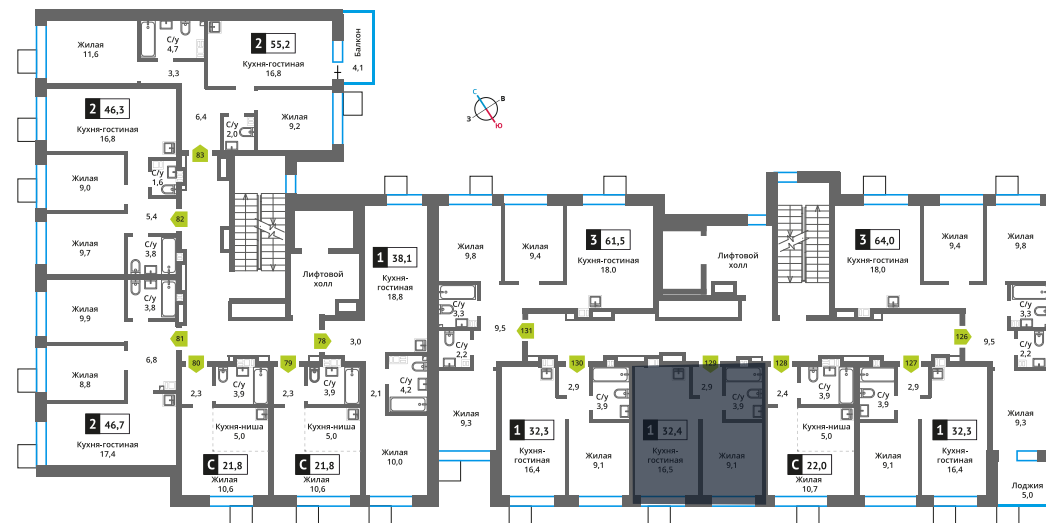 Жилая
11,6
С/у
4,7
3,3
2 55,2
Кухня-гостиная
16,8
Балкон
4,1
6,4
С/у
2,0
Жилая
9,2
83
2 46,3
Кухня-гостиная
16,8
Жилая
9,0
С/у
1,6
5,4
82
Жилая
9,7
С/у
3,8
Жилая
9,9
С/у
3,8
81
6,8
Жилая
8,8
2 46,7
Кухня-гостиная
17,4
С
В
З
Ю
Лифтовой
холл
78
3,0
1 38,1
Кухня-
гостиная
18,8
С/у
4,2
2,1
Жилая
10,0
80
2,3
С/у
3,9
Кухня-ниша
5,0
С 21,8
Жилая
10,6
79
2,3
С/у
3,9
Кухня-ниша
5,0
С 21,8
Жилая
10,6
Жилая
9,8
Жилая
9,4
3 61,5
Кухня-гостиная
18.0
С/у
3,3
9,5
131
С/у
2,2
Жилая
9,3
Лифтовой
холл
3 64,0
Кухня-гостиная
18,0
Жилая
9,4
Жилая
9,8
С/у
3,3
126
9,5
С/у
2,2
Жилая
9,3
Лоджия
5,0
130
2,9
С/у
3,9
1 32,3
Кухня-гостиная
16,4
Жилая
9,1
129
2,9
С/у
3,9
1 32,4
Кухня-
гостиная
16,5
Жилая
9,1
128
2,4
С/у
3,9
Кухня-ниша
5,0
С 22,0
Жилая
10,7
127
2,9
С/у
3,9
Жилая
9,1
1 32,3
Кухня-
гостиная
16,4